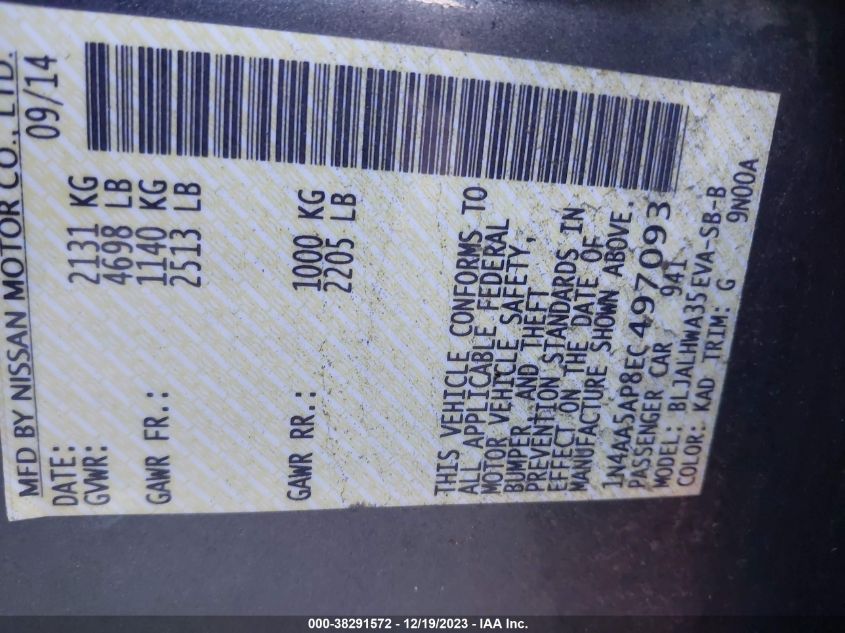 MFD BY NISSAN MOTOR CO., LTD.
DATE: 09/14
GVWR: 2131 KG
4698 LB
GAWR FR.: 1140 KG
2513 LB
GAWR RR.: 1000 KG
2205 LB
THIS VEHICLE CONFORMS TO
ALL APPLICABLE FEDERAL
MOTOR VEHICLE SAFETY,
BUMPER AND THEFT
PREVENTION STANDARDS IN
EFFECT ON THE DATE OF
MANUFACTURE SHOWN ABOVE.
1N4AA5AP8EC497093
PASSENGER CAR 941
MODEL: BLJALHWA35EVA-SB-B
COLOR: KAD TRIM: G 9N00A
000-38291572 - 12/19/2023 - IAA Inc.